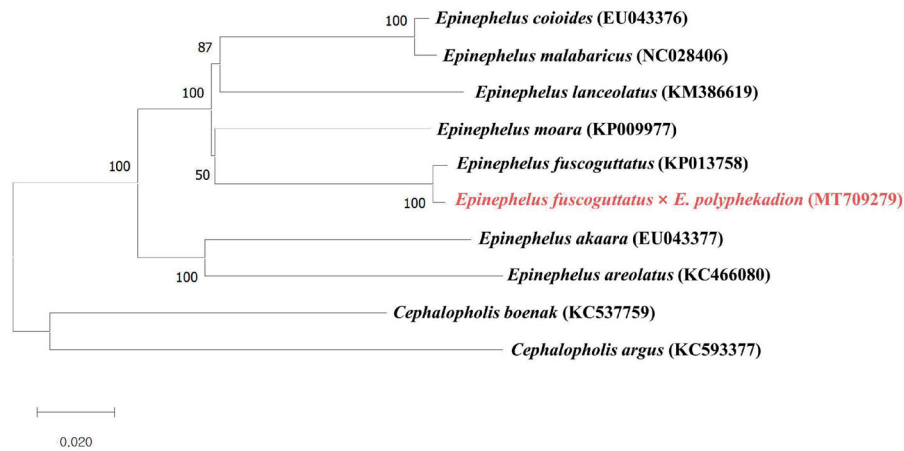 100
Epinephelus coioides (EU043376)
87
Epinephelus malabaricus (NC028406)
100
Epinephelus lanceolatus (KM386619)
Epinephelus moara (KP009977)
100
50
Epinephelus fuscoguttatus (KP013758)
100
Epinephelus fuscoguttatus × E. polyphekadion (MT709279)
Epinephelus akaara (EU043377)
100
Epinephelus areolatus (KC466080)
Cephalopholis boenak (KC537759)
Cephalopholis argus (KC593377)
0.020